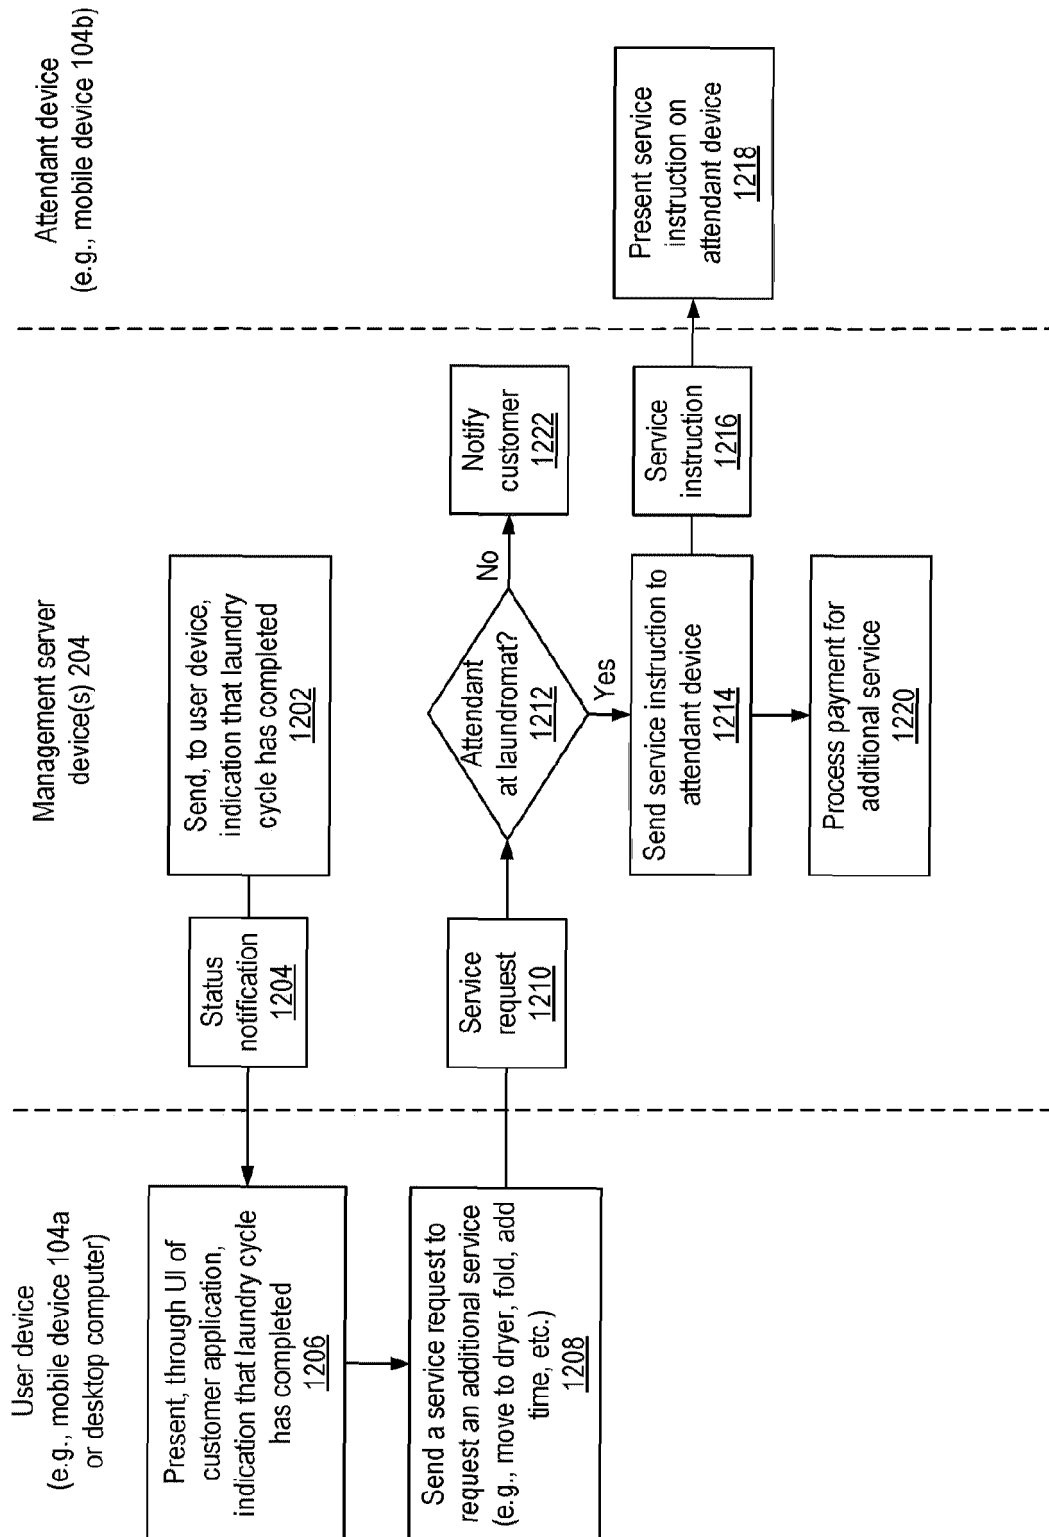 User device
(e.g., mobile device 104a
or desktop computer)
Management server
device(s) 204
Attendant device
(e.g., mobile device 104b)
Send, to user device,
indication that laundry
cycle has completed
1202
Status
notification
1204
Present, through UI of
customer application,
indication that laundry cycle
has completed
1206
Send a service request to
request an additional service
(e.g., move to dryer, fold, add
time, etc.)
1208
Service
request
1210
Attendant
at laundromat?
1212
No
Notify
customer
1222
Yes
Send service instruction to
attendant device
1214
Service
instruction
1216
Present service
instruction on
attendant device
1218
Process payment for
additional service
1220